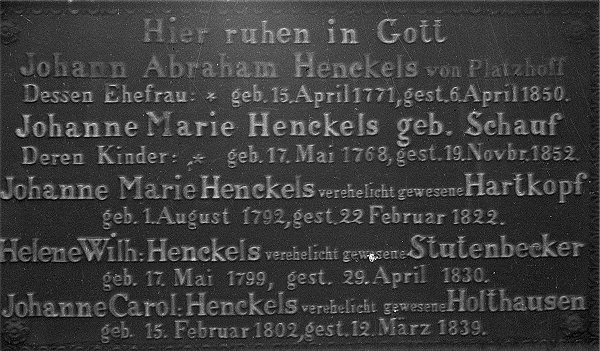 Hier ruhen in Gott
Johann Abraham Henckels von Platzhoff
Dessen Ehefrau: * geb. 15. April 1771, gest. 6. April 1850.
Johanne Marie Henckels geb. Schauf
Deren Kinder: * geb. 17. Mai 1768, gest. 19. Novbr. 1852.
Johanne Marie Henckels verehelicht gewesene Hartkopf
geb. 1. August 1792, gest. 22 Februar 1822.
Helene Wilh: Henckels verehelicht gewesene Stutenbecker
geb. 17. Mai 1799, gest. 29. April 1830.
Johanne Carol: Henckels verehelicht gewesene Holthausen
geb. 15. Februar 1802, gest. 12. März 1839.